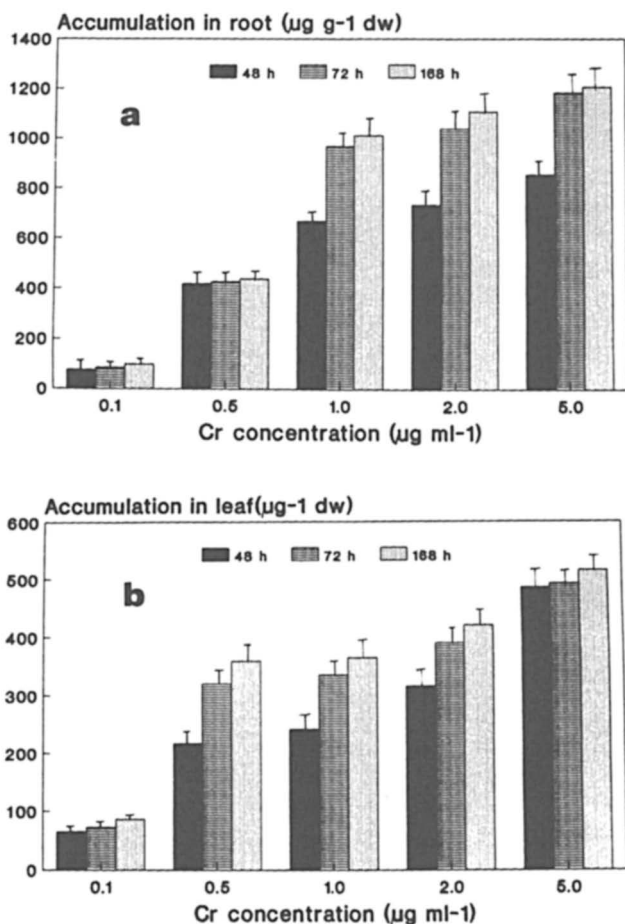 Accumulation in root (µg g-1 dw)
1400
48 h 72 h 168 h
1200
a
1000
800
600
400
200
0
0.1 0.5 1.0 2.0 5.0
Cr concentration (µg ml-1)
Accumulation in leaf(µg-1 dw)
600
48 h 72 h 168 h
500
b
400
300
200
100
0
0.1 0.5 1.0 2.0 5.0
Cr concentration (µg ml-1)